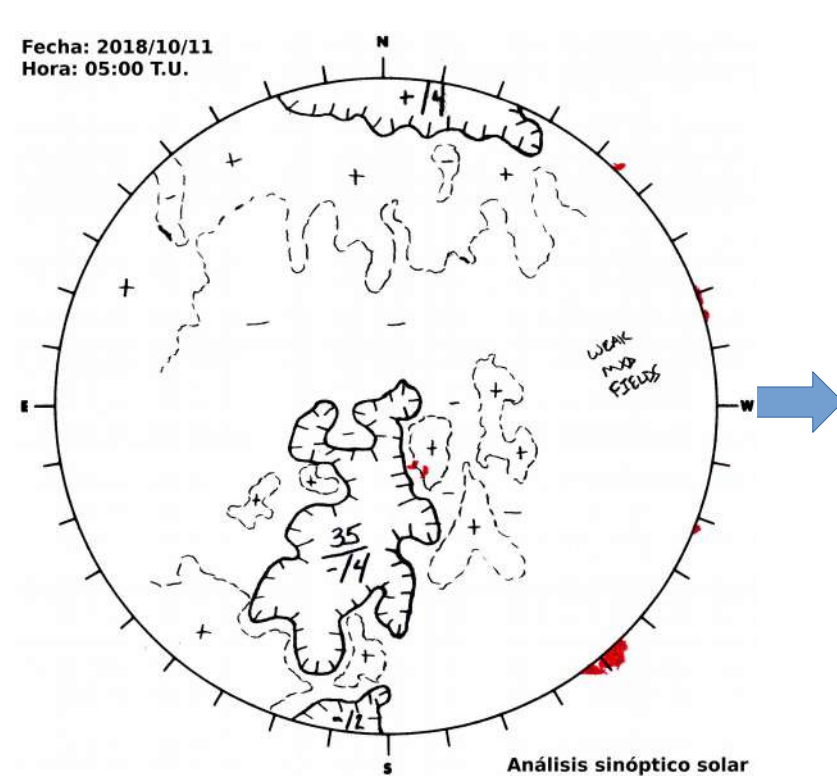 Fecha: 2018/10/11
Hora: 05:00 T.U.
N
+/4
+
+
+
-
-
+
-
-
WEAK
MXD
FIELDS
E
W
-
+
+
+
+
-
-
+
35
-/4
+
+
-/2
S
Análisis sinóptico solar